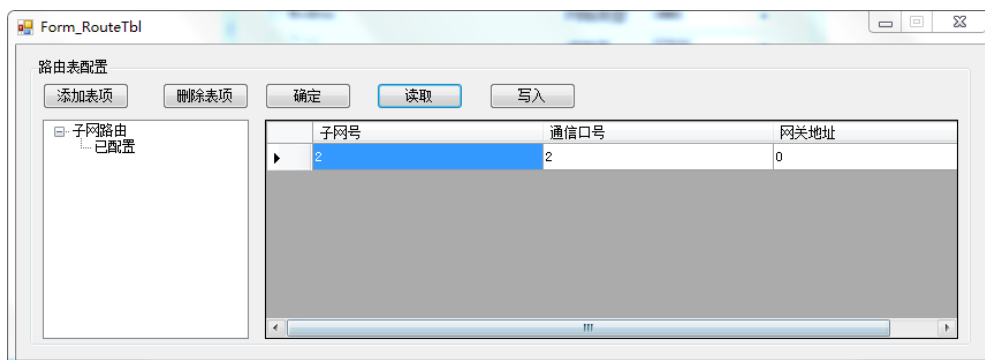 Form_RouteTbl
路由表配置
添加表项 删除表项 确定 读取 写入
子网路由
已配置
子网号 通信口号 网关地址
2 2 0